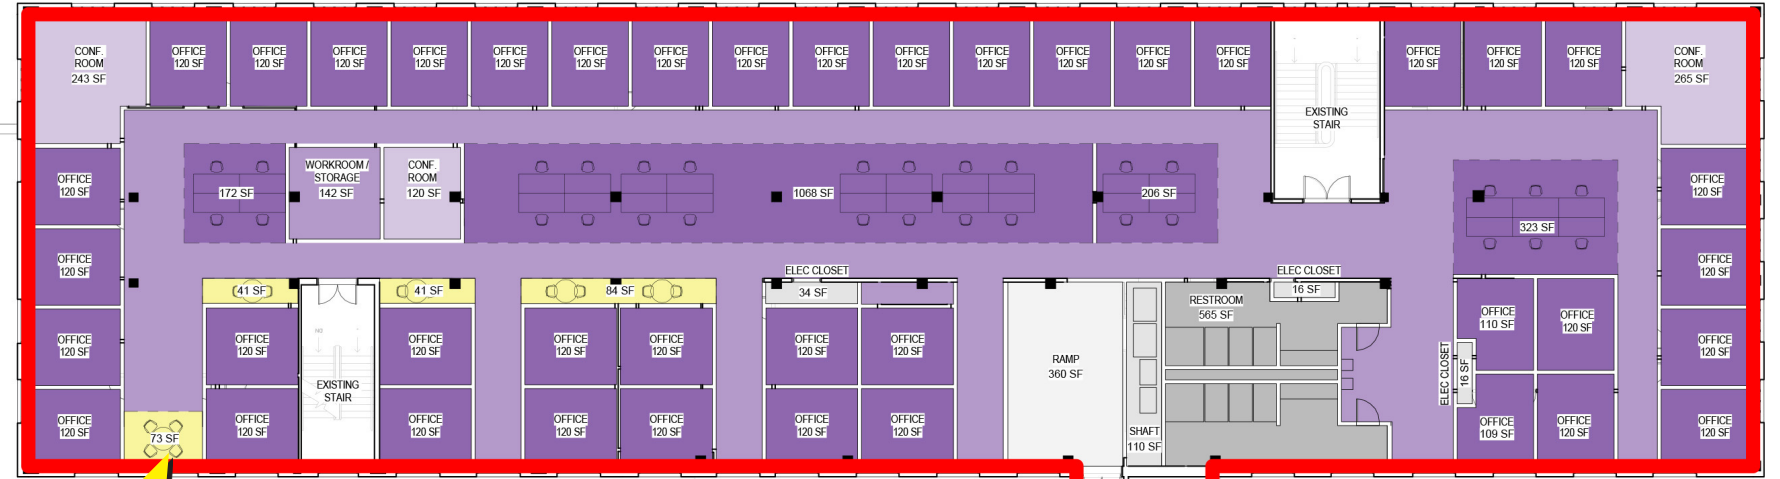 CONF.
ROOM
243 SF
OFFICE
120 SF
OFFICE
120 SF
OFFICE
120 SF
OFFICE
120 SF
OFFICE
120 SF
OFFICE
120 SF
OFFICE
120 SF
OFFICE
120 SF
OFFICE
120 SF
OFFICE
120 SF
OFFICE
120 SF
OFFICE
120 SF
OFFICE
120 SF
OFFICE
120 SF
EXISTING
STAIR
OFFICE
120 SF
OFFICE
120 SF
OFFICE
120 SF
CONF.
ROOM
265 SF
OFFICE
120 SF
172 SF
WORKROOM /
STORAGE
142 SF
CONF.
ROOM
120 SF
1068 SF
206 SF
323 SF
OFFICE
120 SF
OFFICE
120 SF
OFFICE
120 SF
41 SF
41 SF
84 SF
ELEC CLOSET
34 SF
ELEC CLOSET
16 SF
RESTROOM
565 SF
OFFICE
110 SF
OFFICE
120 SF
OFFICE
120 SF
OFFICE
120 SF
OFFICE
120 SF
OFFICE
120 SF
OFFICE
120 SF
OFFICE
120 SF
OFFICE
120 SF
OFFICE
120 SF
RAMP
360 SF
ELEC CLOSET
16 SF
OFFICE
120 SF
EXISTING
STAIR
OFFICE
120 SF
73 SF
OFFICE
120 SF
OFFICE
120 SF
OFFICE
120 SF
OFFICE
120 SF
OFFICE
120 SF
OFFICE
120 SF
SHAFT
110 SF
OFFICE
109 SF
OFFICE
120 SF
OFFICE
120 SF